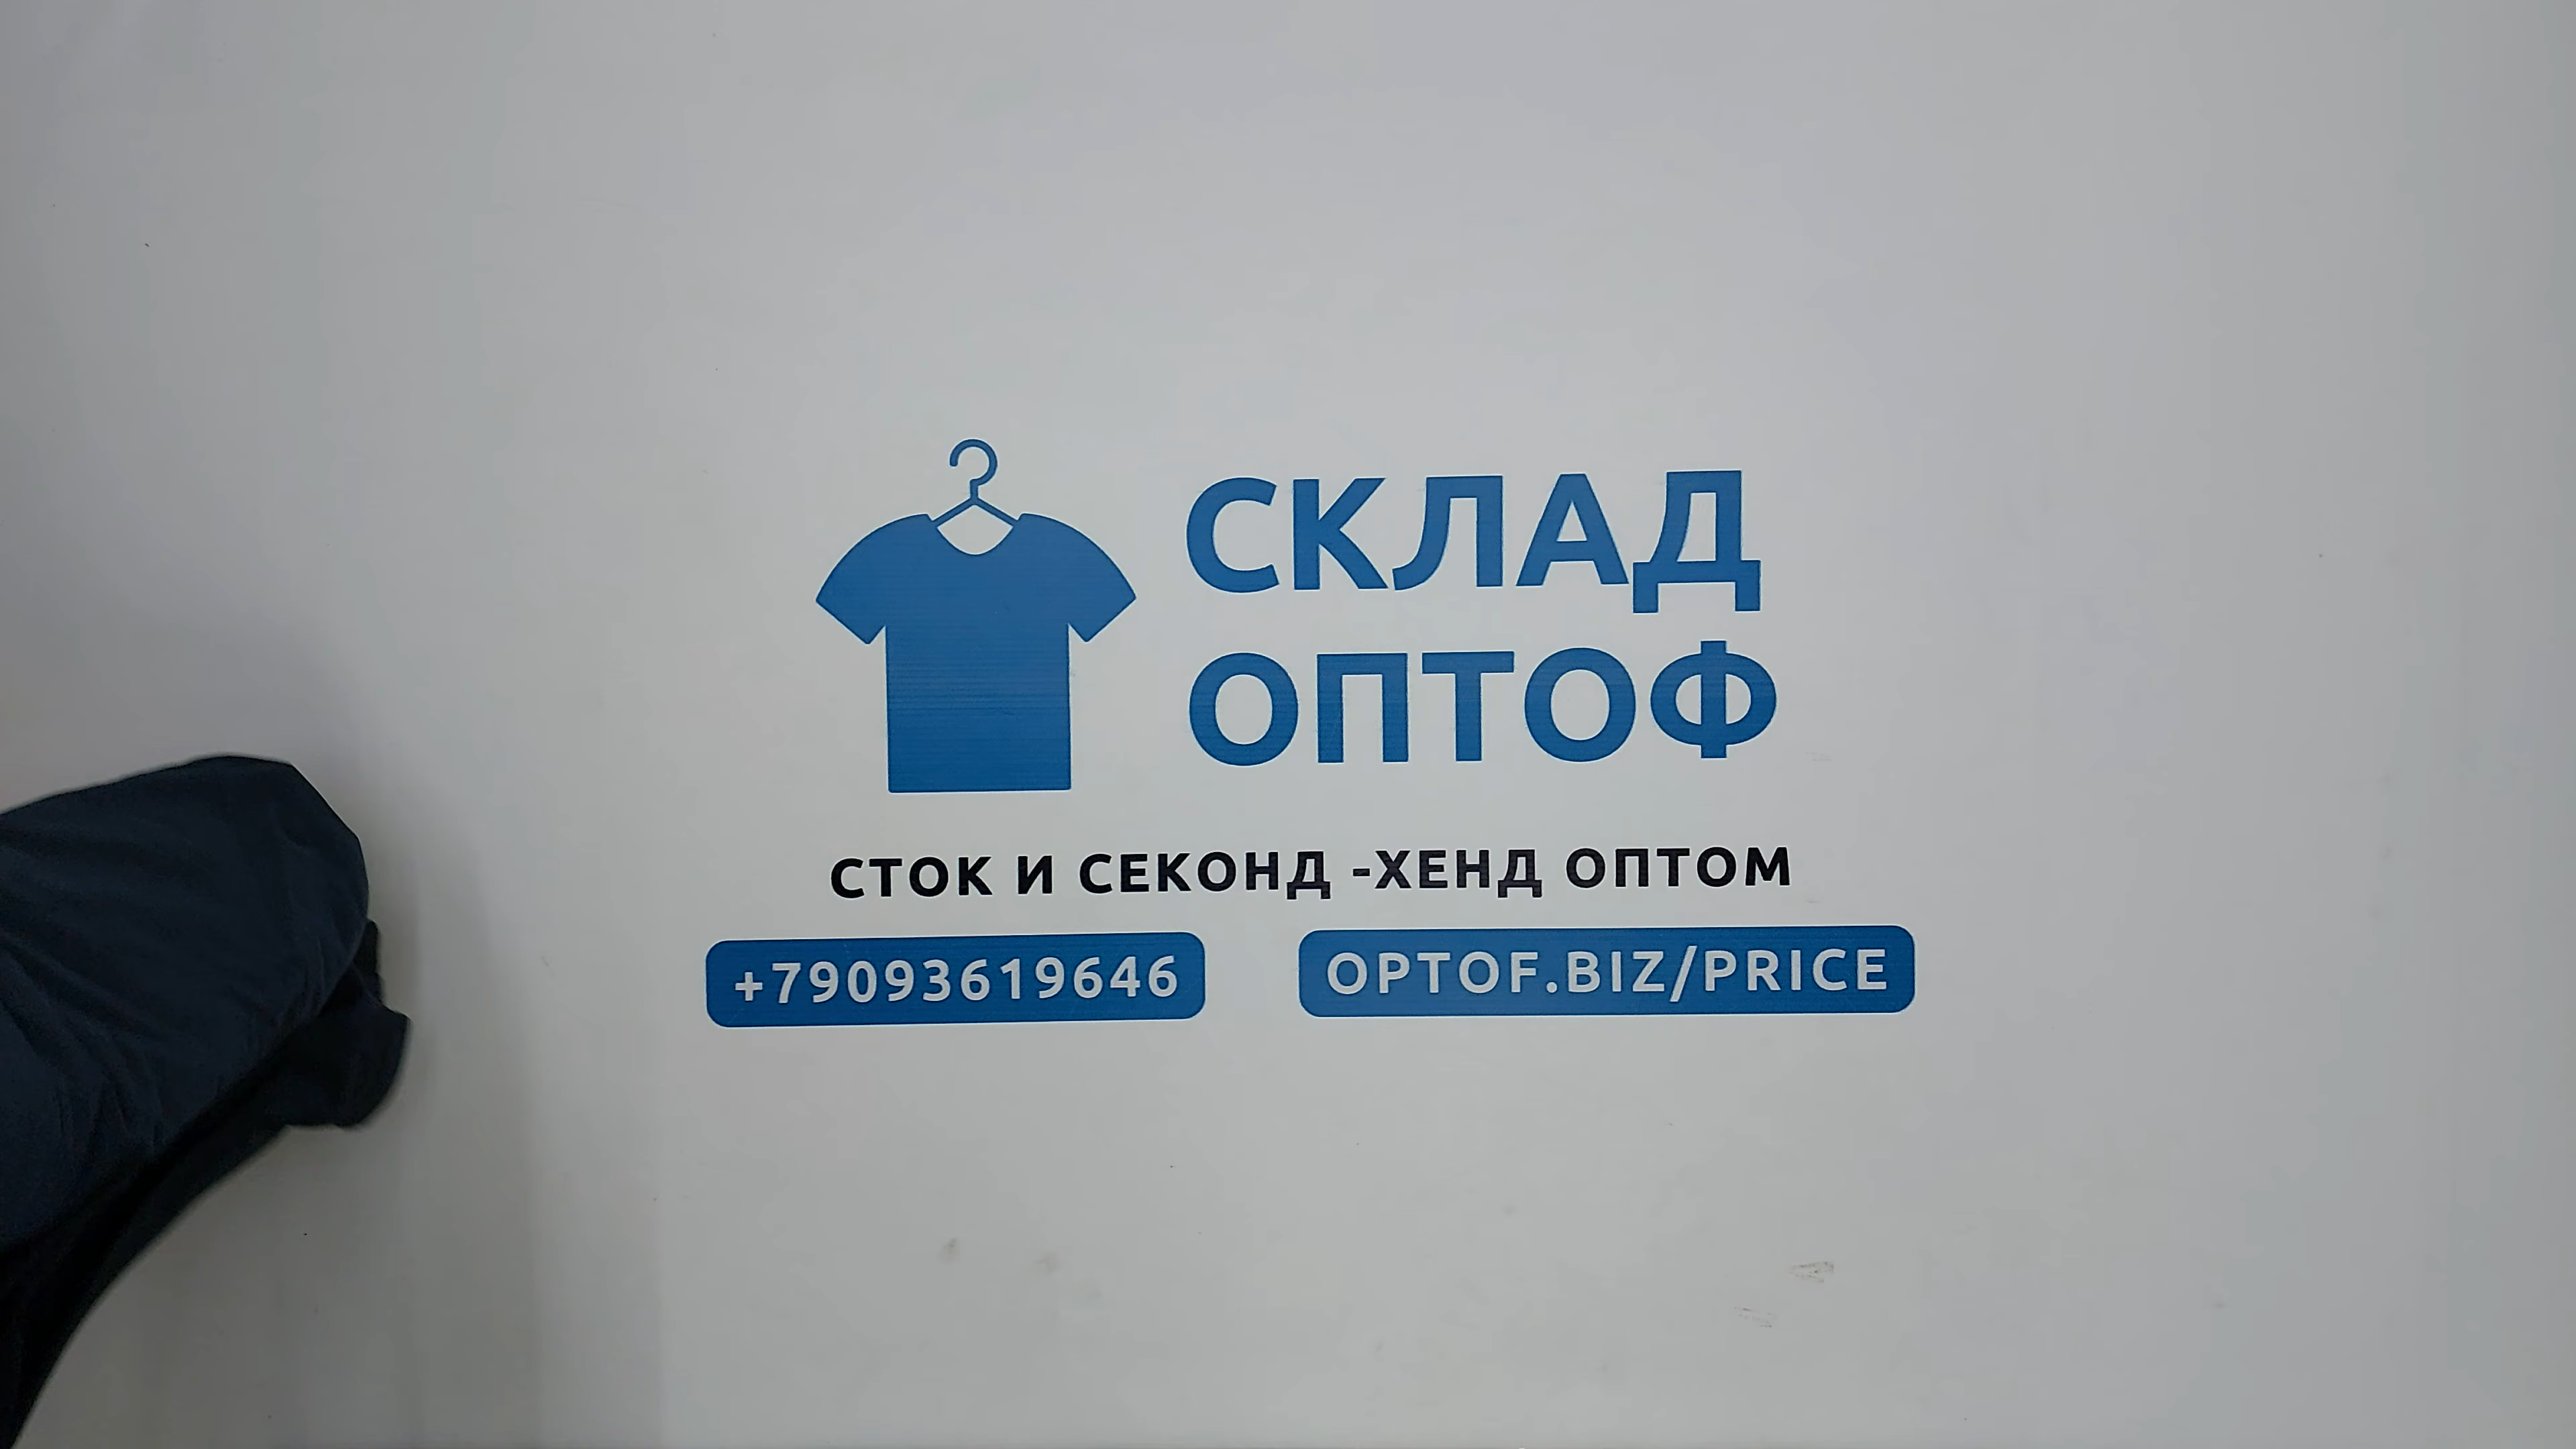 СКЛАД
ОПТОФ
СТОК И СЕКОНД -ХЕНД ОПТОМ
+79093619646
OPTOF.BIZ/PRICE